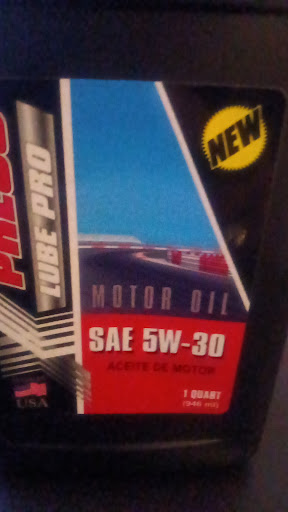 LUBE PRO
NEW
MOTOR OIL
SAE 5W-30
ACEITE DE MOTOR
1 QUART
(946 ml)
USA